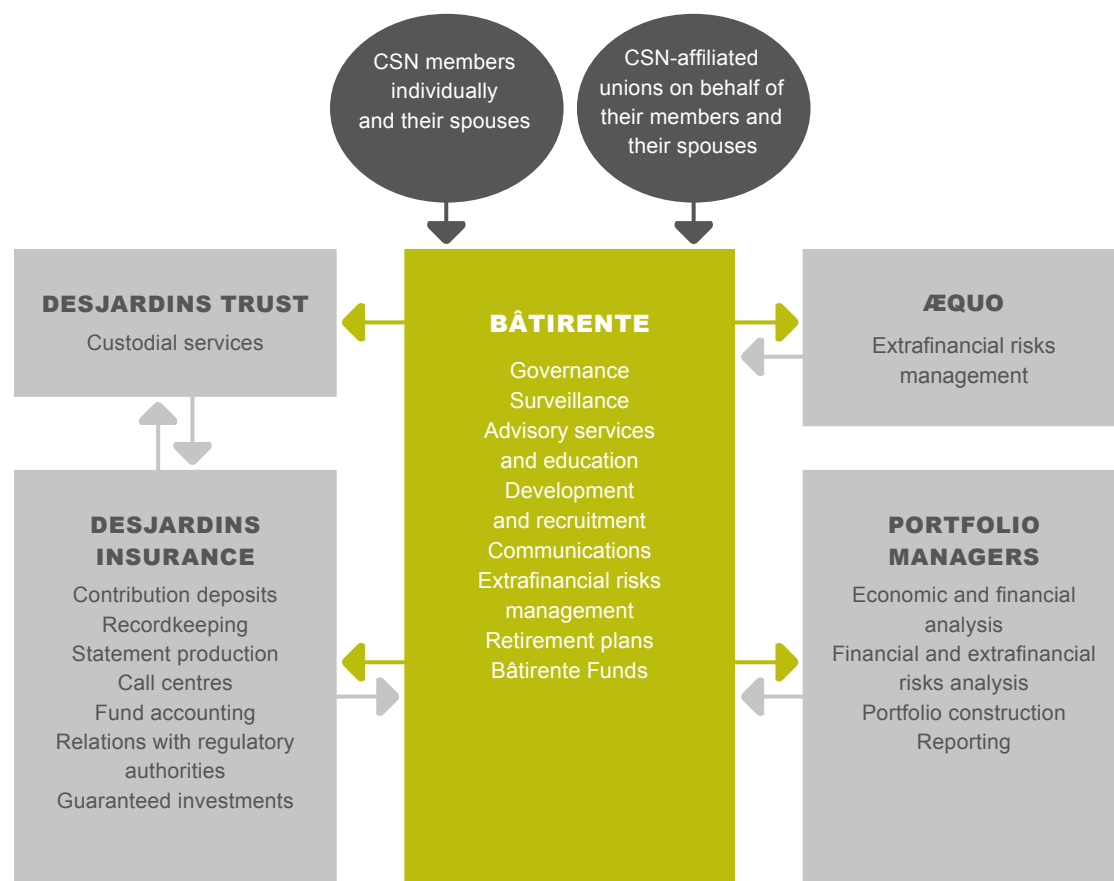 CSN members
individually
and their spouses
CSN-affiliated
unions on behalf of
their members and
their spouses
DESJARDINS TRUST
Custodial services
BÂTIRENTE
Governance
Surveillance
Advisory services
and education
Development
and recruitment
Communications
Extrafinancial risks
management
Retirement plans
Bâtirente Funds
ÆQUO
Extrafinancial risks
management
DESJARDINS
INSURANCE
Contribution deposits
Recordkeeping
Statement production
Call centres
Fund accounting
Relations with regulatory
authorities
Guaranteed investments
PORTFOLIO
MANAGERS
Economic and financial
analysis
Financial and extrafinancial
risks analysis
Portfolio construction
Reporting